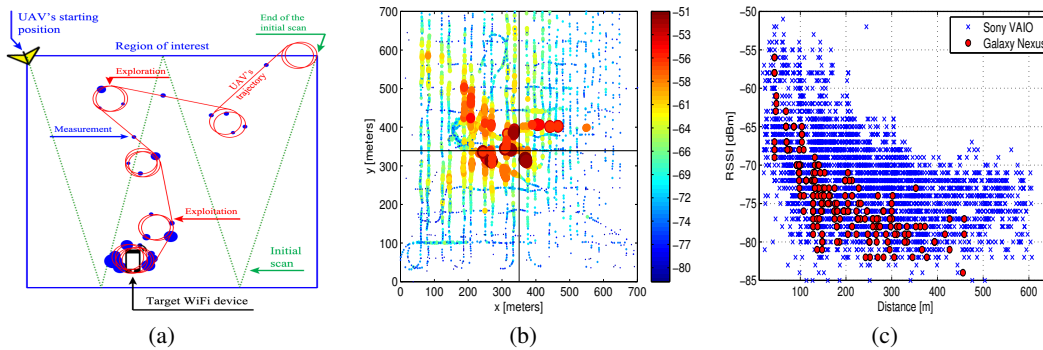 UAV's starting
position
End of the
initial scan
Region of interest
Exploration
UAV's
trajectory
Measurement
Exploitation
Initial
scan
Target WiFi device
(a)
700
600
500
400
300
200
100
0
y [meters]
0 100 200 300 400 500 600 700
x [meters]
-51
-53
-56
-58
-61
-64
-66
-69
-72
-74
-77
-80
(b)
-50
-55
-60
-65
-70
-75
-80
-85
RSSI [dBm]
100 200 300 400 500 600
Distance [m]
Sony VAIO
Galaxy Nexus
(c)